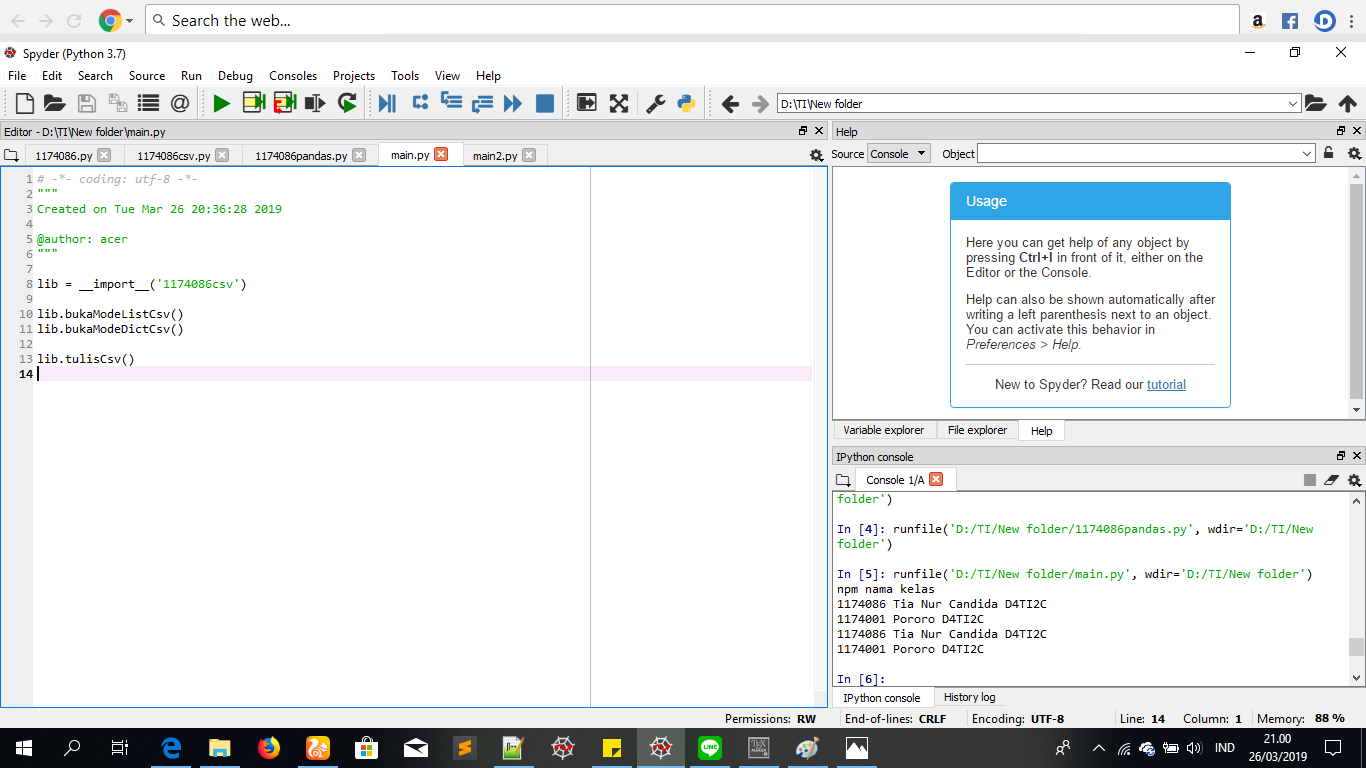 Search the web...
Spyder (Python 3.7)
File Edit Search Source Run Debug Consoles Projects Tools View Help
D:\TI\New folder
Editor - D:\TI\New folder\main.py
1174086.py 1174086csv.py 1174086pandas.py main.py main2.py
1 # -*- coding: utf-8 -*-
2 """
3 Created on Tue Mar 26 20:36:28 2019
4
5 @author: acer
6 """
7
8 lib = __import__('1174086csv')
9
10 lib.bukaModeListCsv()
11 lib.bukaModeDictCsv()
12
13 lib.tulisCsv()
14
Help
Source Console Object
Usage
Here you can get help of any object by
pressing Ctrl+I in front of it, either on the
Editor or the Console.
Help can also be shown automatically after
writing a left parenthesis next to an object.
You can activate this behavior in
Preferences > Help.
New to Spyder? Read our tutorial
Variable explorer File explorer Help
IPython console
Console 1/A
folder')
In [4]: runfile('D:/TI/New folder/1174086pandas.py', wdir='D:/TI/New
folder')
In [5]: runfile('D:/TI/New folder/main.py', wdir='D:/TI/New folder')
npm nama kelas
1174086 Tia Nur Candida D4TI2C
1174001 Pororo D4TI2C
1174086 Tia Nur Candida D4TI2C
1174001 Pororo D4TI2C
In [6]:
IPython console History log
Permissions: RW End-of-lines: CRLF Encoding: UTF-8 Line: 14 Column: 1 Memory: 88 %
LINE
IND
21.00
26/03/2019